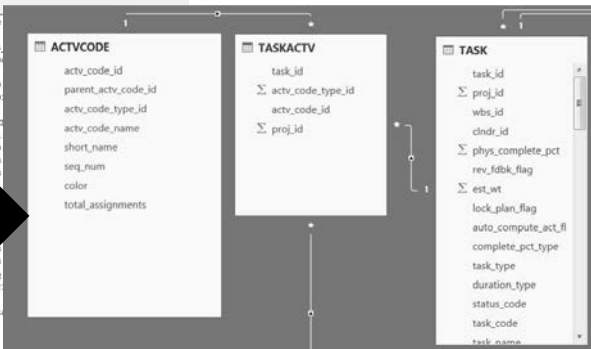 1
*
*
1
ACTVCODE
actv_code_id
parent_actv_code_id
actv_code_type_id
actv_code_name
short_name
seq_num
color
total_assignments
TASKACTV
task_id
Σ actv_code_type_id
actv_code_id
Σ proj_id
*
1
*
TASK
task_id
Σ proj_id
wbs_id
clndr_id
Σ phys_complete_pct
rev_fdbk_flag
Σ est_wt
lock_plan_flag
auto_compute_act_fl
complete_pct_type
task_type
duration_type
status_code
task_code
task_name